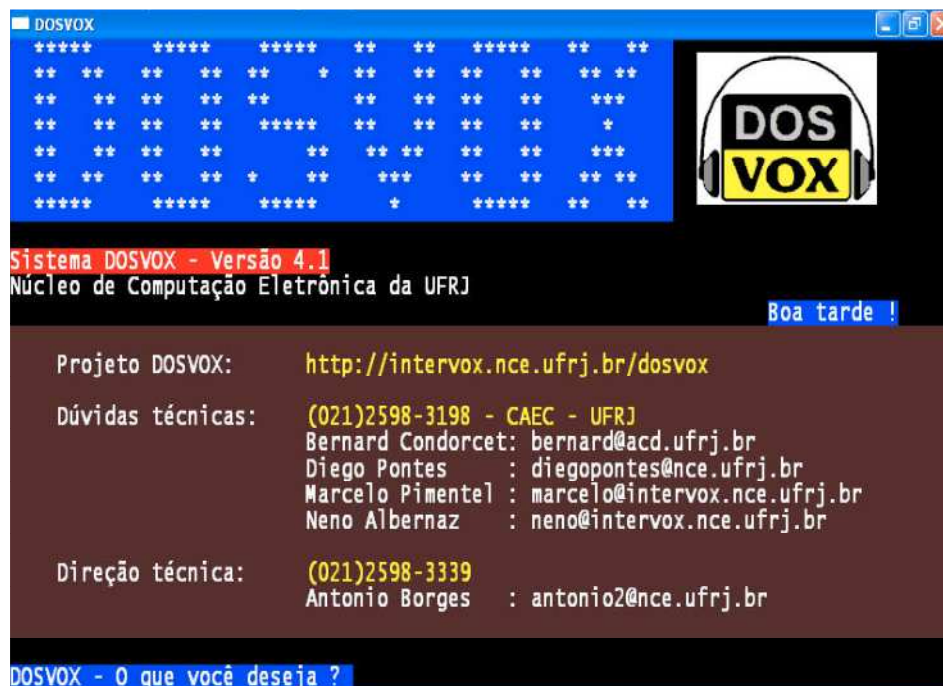 DOSVOX
DOSVOX
DOS
VOX
Sistema DOSVOX - Versão 4.1
Núcleo de Computação Eletrônica da UFRJ
Boa tarde !
Projeto DOSVOX: http://intervox.nce.ufrj.br/dosvox
Dúvidas técnicas: (021)2598-3198 - CAEC - UFRJ
Bernard Condorcet: bernard@acd.ufrj.br
Diego Pontes : diegopontes@nce.ufrj.br
Marcelo Pimentel : marcelo@intervox.nce.ufrj.br
Neno Albernaz : neno@intervox.nce.ufrj.br
Direção técnica: (021)2598-3339
Antonio Borges : antonio2@nce.ufrj.br
DOSVOX - O que você deseja ?